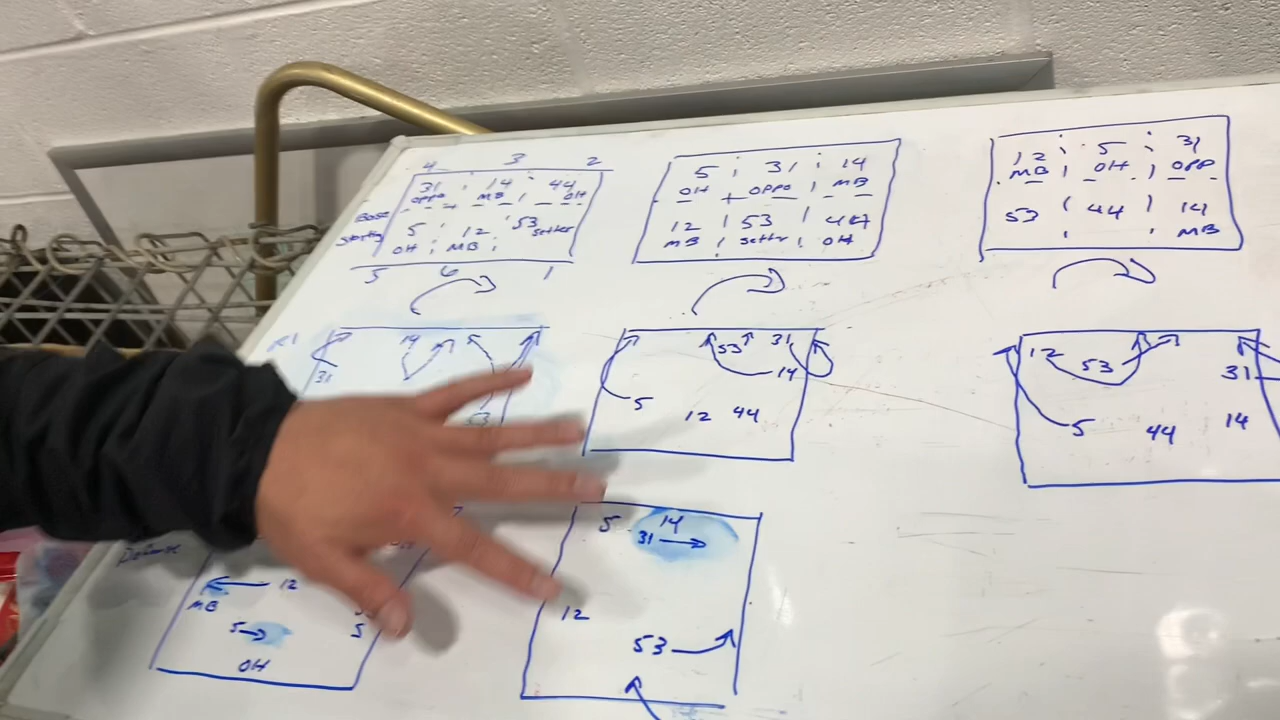 4 3 2
31 14 44
OPPO MB OH
Base
Starting
5 12 53
OH MB Setter
5 6 1
5 31 14
OH OPPO MB
12 53 44
MB Setter OH
12 5 31
MB OH OPP
53 44 14
MB
R1
14
31
53
53 31
14
5
12 44
12
53
31
5 44 14
Defense
12
MB
5 5
OH
5 14
31
12
53